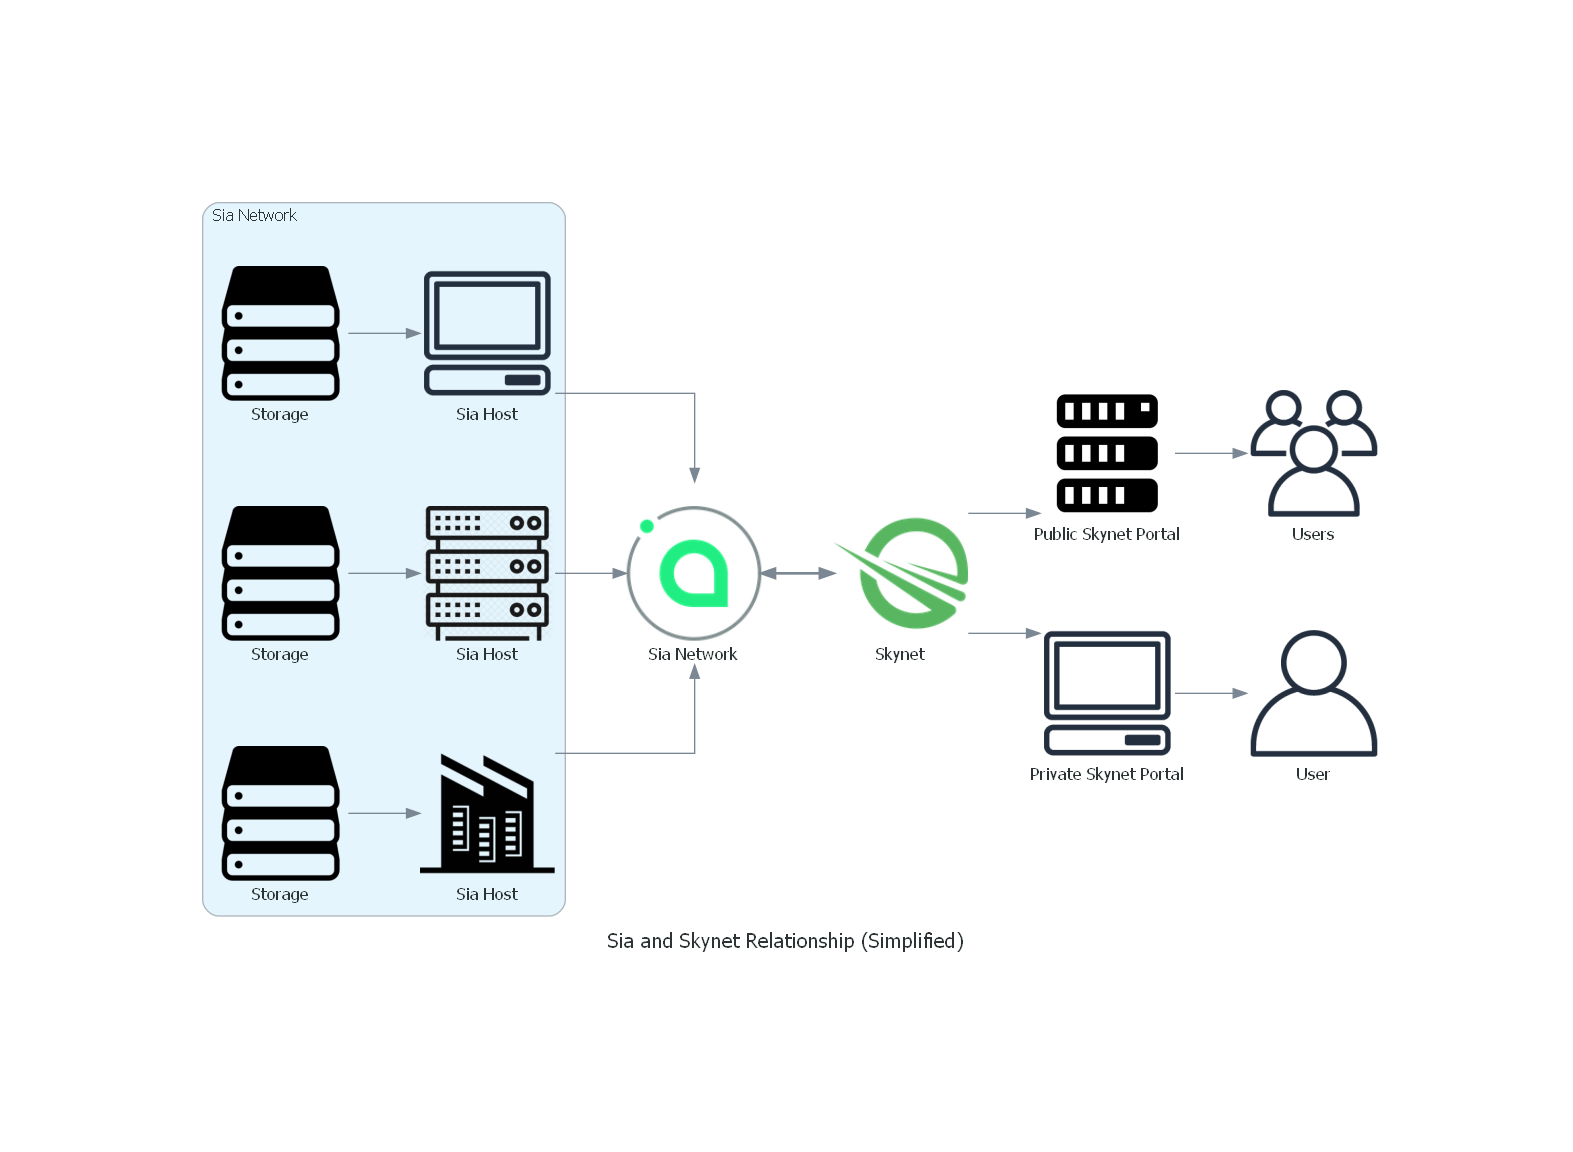 Sia Network
Storage
Sia Host
Storage
Sia Host
Storage
Sia Host
Sia Network
Skynet
Public Skynet Portal
Users
Private Skynet Portal
User
Sia and Skynet Relationship (Simplified)